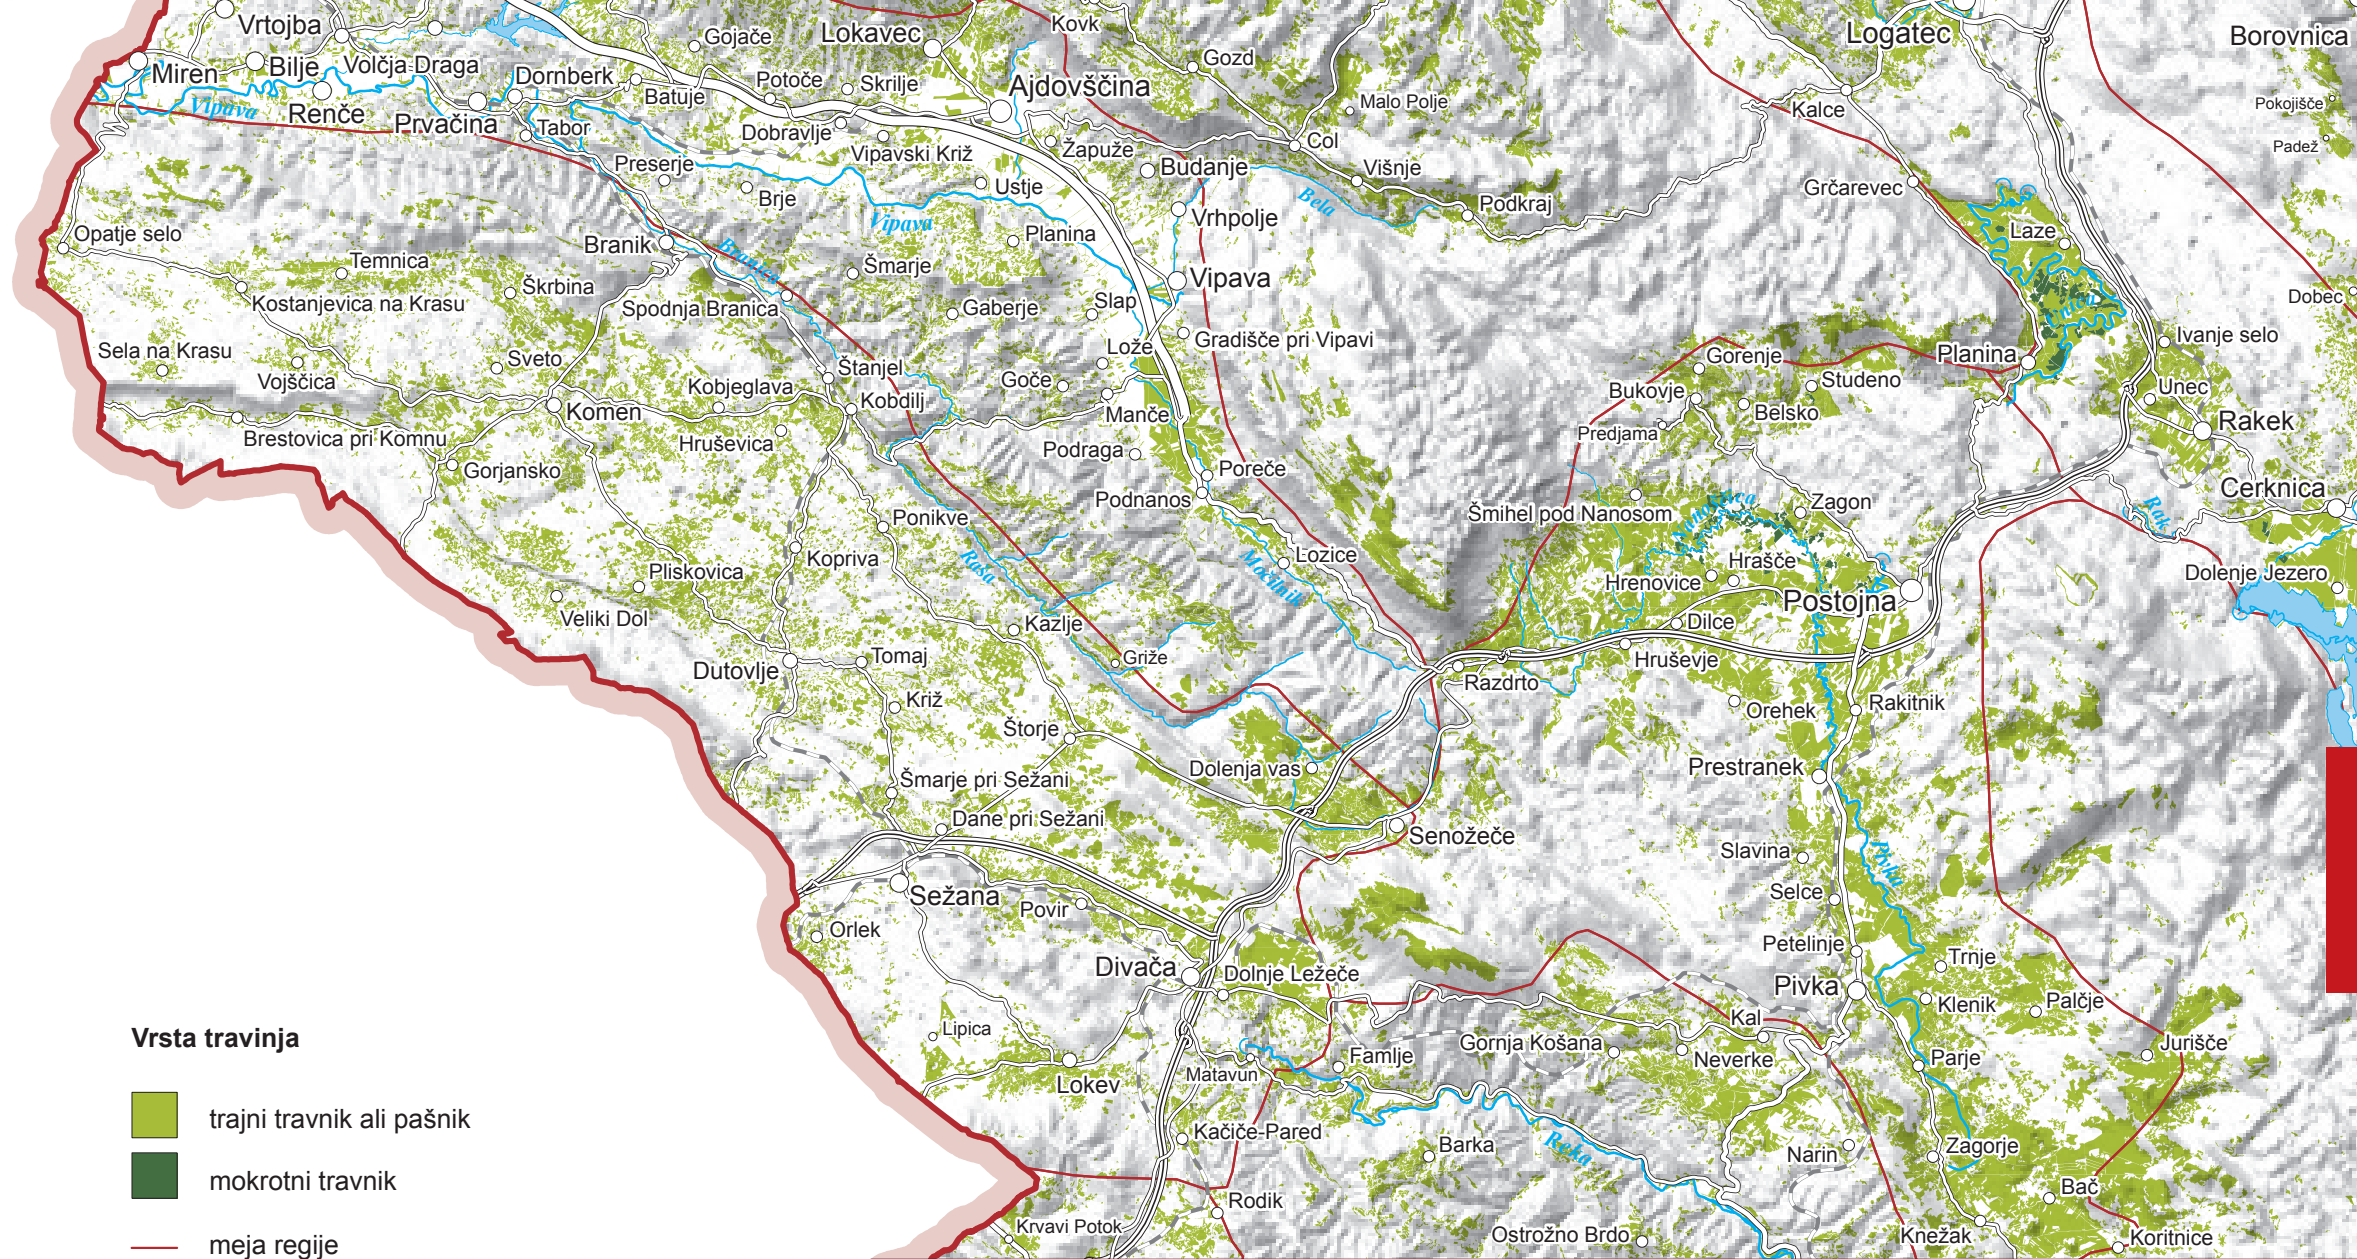 Vrtojba
Miren
Bilje
Volčja Draga
Renče
Vipava
Prvačina
Dornberk
Tabor
Batuje
Gojače
Potoče
Skrilje
Lokavec
Kovk
Gozd
Ajdovščina
Malo Polje
Dobravlje
Vipavski Križ
Žapuže
Col
Budanje
Višnje
Bela
Podkraj
Logatec
Borovnica
Kalce
Pokojišče
Padež
Grčarevec
Laze
Unica
Dobec
Ivanje selo
Preserje
Brje
Ustje
Vipava
Planina
Vrhpolje
Opatje selo
Branik
Branica
Šmarje
Temnica
Škrbina
Kostanjevica na Krasu
Spodnja Branica
Gaberje
Slap
Vipava
Gradišče pri Vipavi
Sela na Krasu
Vojščica
Sveto
Kobjeglava
Štanjel
Kobdilj
Goče
Lože
Manče
Brestovica pri Komnu
Komen
Hruševica
Podraga
Gorjansko
Poreče
Podnanos
Gorenje
Planina
Studeno
Bukovje
Belsko
Unec
Rakek
Predjama
Cerknica
Rak
Dolenje Jezero
Šmihel pod Nanosom
Nanoščica
Zagon
Hrašče
Hrenovice
Postojna
Dilce
Hruševje
Razdrto
Ponikve
Kopriva
Raša
Močilnik
Lozice
Pliskovica
Veliki Dol
Kazlje
Griže
Dutovlje
Tomaj
Križ
Štorje
Orehek
Rakitnik
Prestranek
Dolenja vas
Šmarje pri Sežani
Dane pri Sežani
Senožeče
Slavina
Pivka
Selce
Sežana
Povir
Orlek
Petelinje
Trnje
Divača
Dolnje Ležeče
Pivka
Klenik
Palčje
Lipica
Lokev
Matavun
Famlje
Gornja Košana
Kal
Neverke
Parje
Jurišče
Kačiče-Pared
Barka
Reka
Narin
Zagorje
Bač
Rodik
Krvavi Potok
Ostrožno Brdo
Knežak
Koritnice
Vrsta travinja
trajni travnik ali pašnik
mokrotni travnik
meja regije